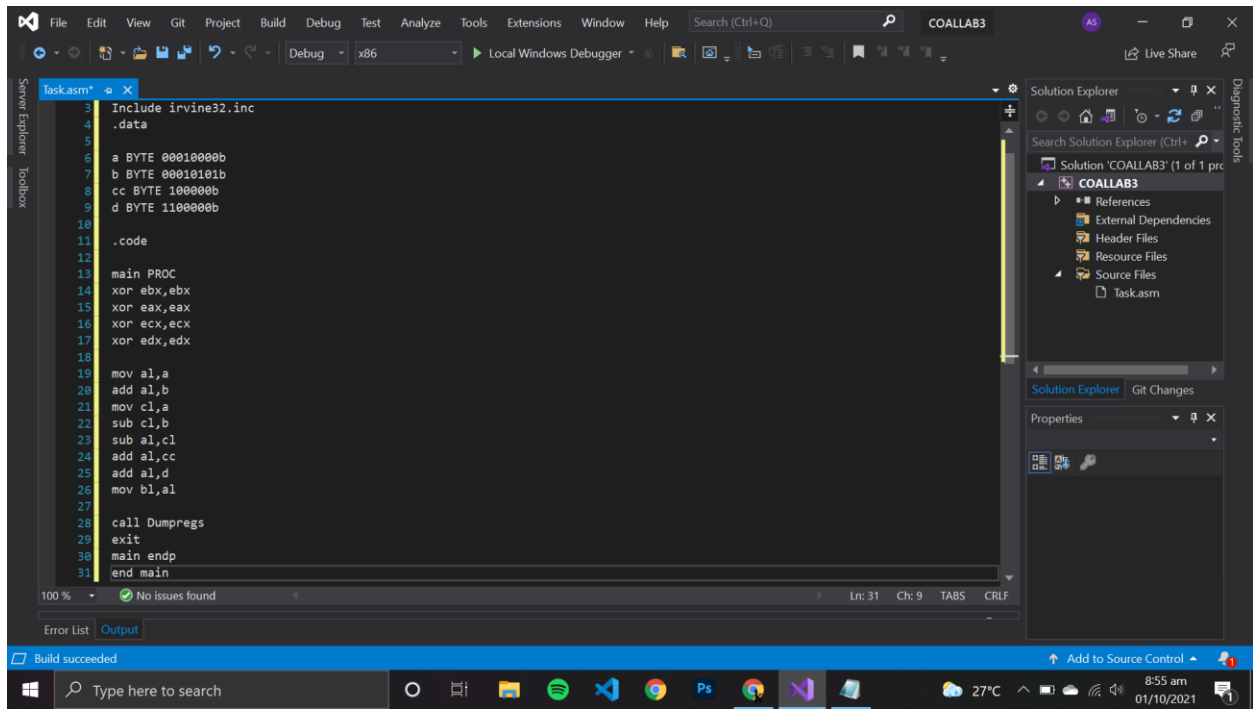 File Edit View Git Project Build Debug Test Analyze Tools Extensions Window Help Search (Ctrl+Q) COALLAB3 AS
Debug x86 Local Windows Debugger Live Share
Server Explorer
Toolbox
Task.asm*
3 Include irvine32.inc
4 .data
5
6 a BYTE 00010000b
7 b BYTE 00010101b
8 cc BYTE 100000b
9 d BYTE 1100000b
10
11 .code
12
13 main PROC
14 xor ebx,ebx
15 xor eax,eax
16 xor ecx,ecx
17 xor edx,edx
18
19 mov al,a
20 add al,b
21 mov cl,a
22 sub cl,b
23 sub al,cl
24 add al,cc
25 add al,d
26 mov bl,al
27
28 call Dumpregs
29 exit
30 main endp
31 end main
100 % No issues found Ln: 31 Ch: 9 TABS CRLF
Error List Output
Solution Explorer
Search Solution Explorer (Ctrl+
Solution 'COALLAB3' (1 of 1 pro
COALLAB3
References
External Dependencies
Header Files
Resource Files
Source Files
Task.asm
Solution Explorer Git Changes
Properties
Diagnostic Tools
Build succeeded Add to Source Control 1
Type here to search Ps 27°C 8:55 am
01/10/2021 1